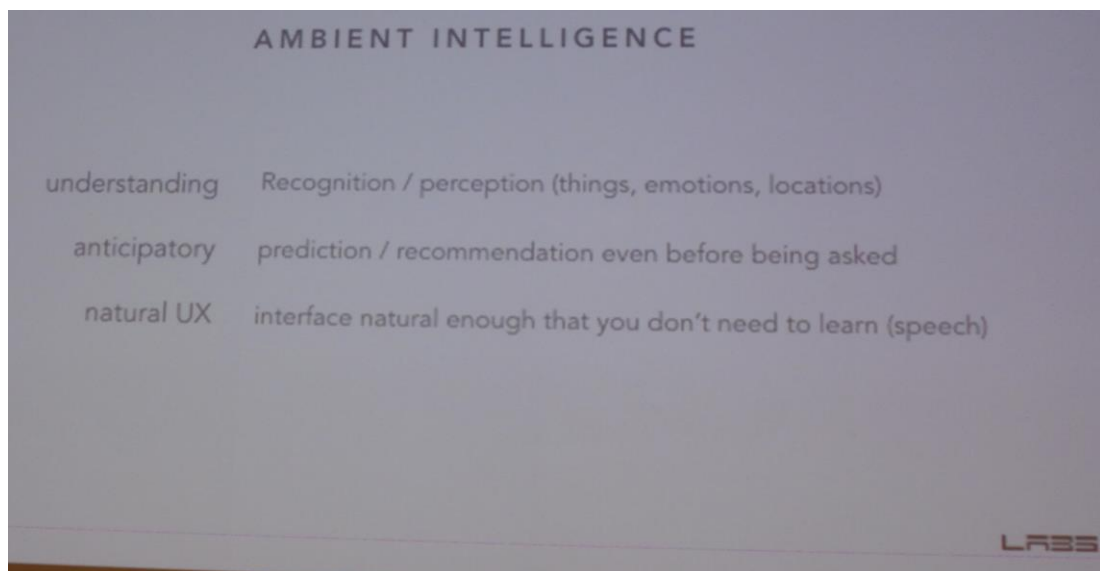 AMBIENT INTELLIGENCE
understanding Recognition / perception (things, emotions, locations)
anticipatory prediction / recommendation even before being asked
natural UX interface natural enough that you don't need to learn (speech)
LABS